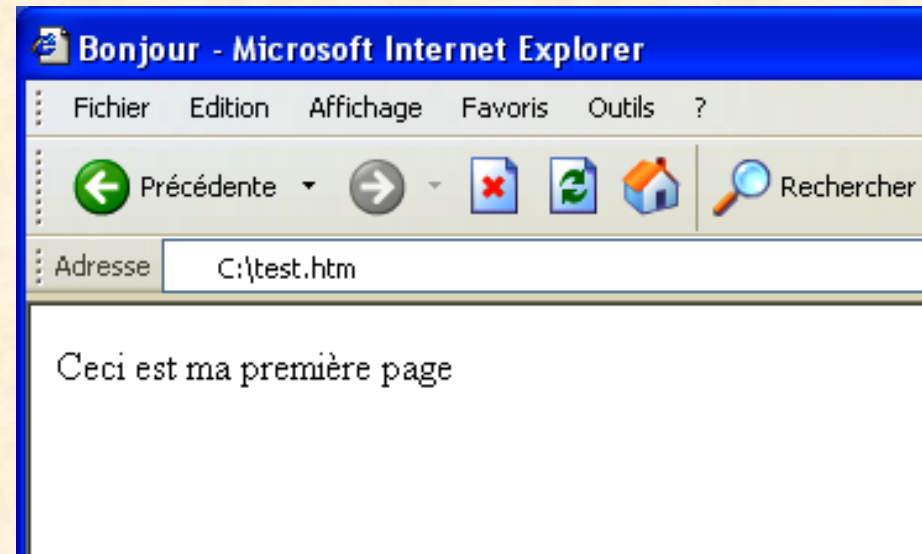 Bonjour - Microsoft Internet Explorer
Fichier Edition Affichage Favoris Outils ?
Précédente Rechercher
Adresse C:\test.htm
Ceci est ma première page